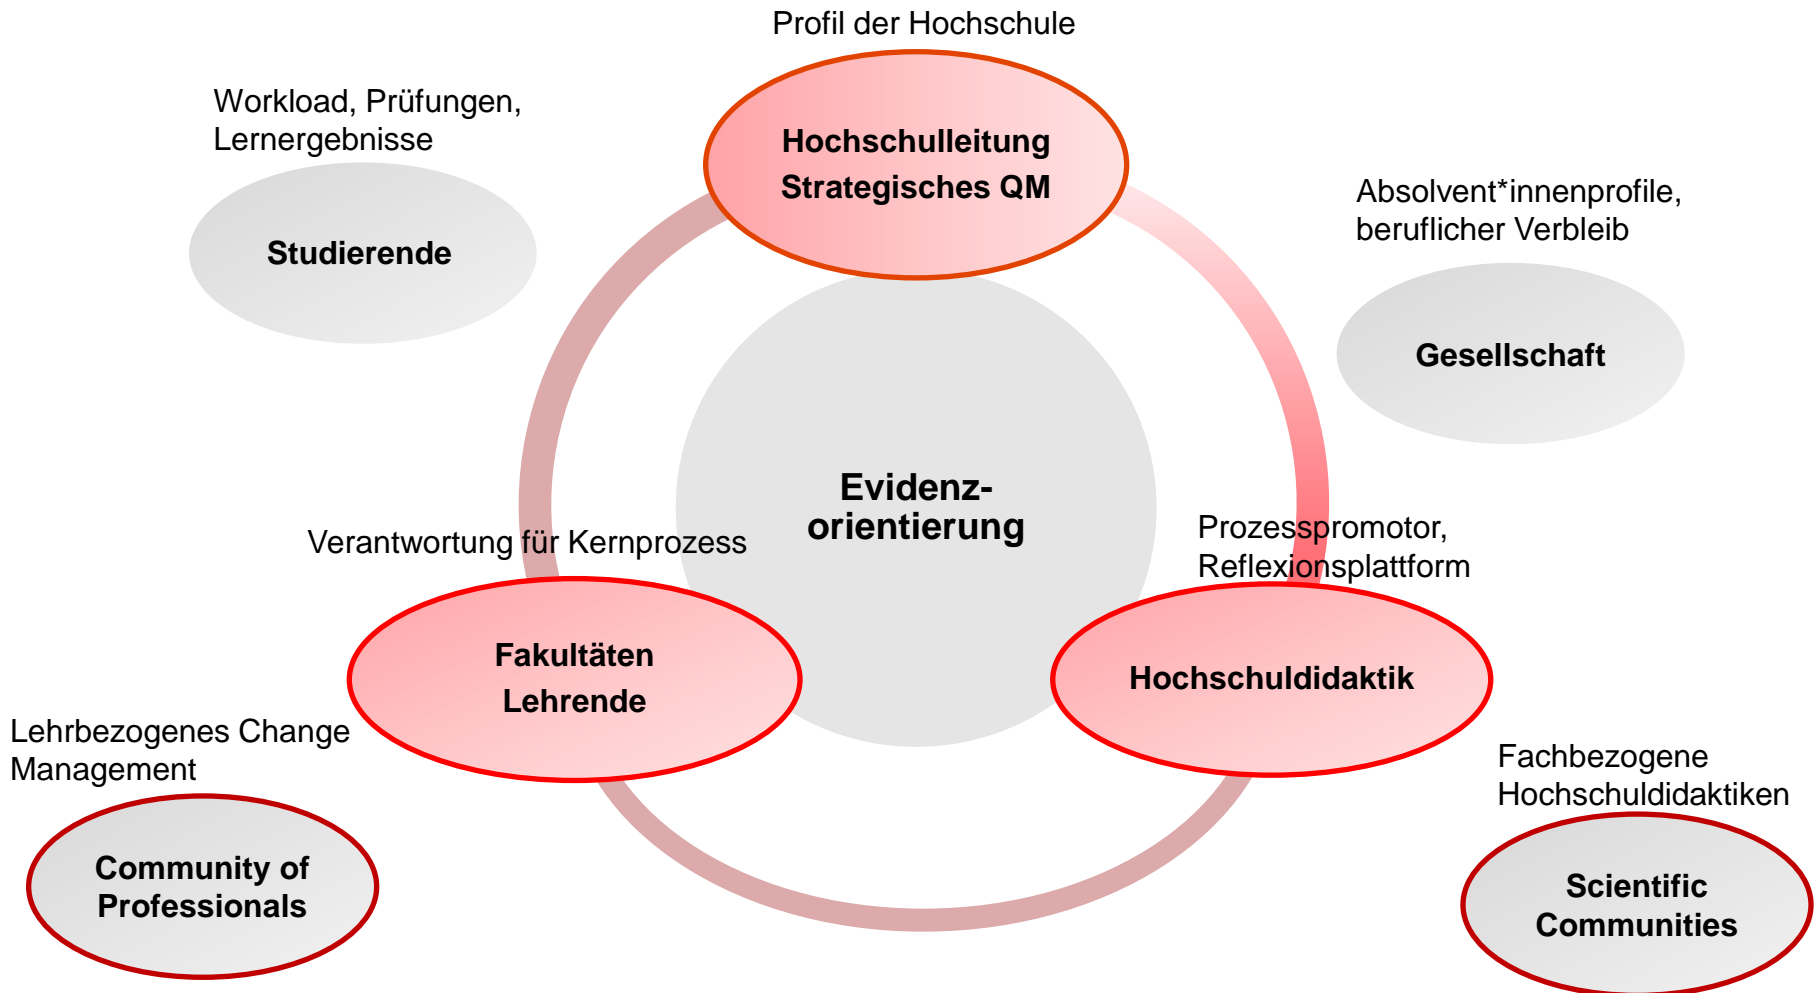 Profil der Hochschule
Hochschulleitung
Strategisches QM
Workload, Prüfungen,
Lernergebnisse
Studierende
Absolvent*innenprofile,
beruflicher Verbleib
Gesellschaft
Evidenz-
orientierung
Verantwortung für Kernprozess
Fakultäten
Lehrende
Prozesspromotor,
Reflexionsplattform
Hochschuldidaktik
Lehrbezogenes Change
Management
Community of
Professionals
Fachbezogene
Hochschuldidaktiken
Scientific
Communities